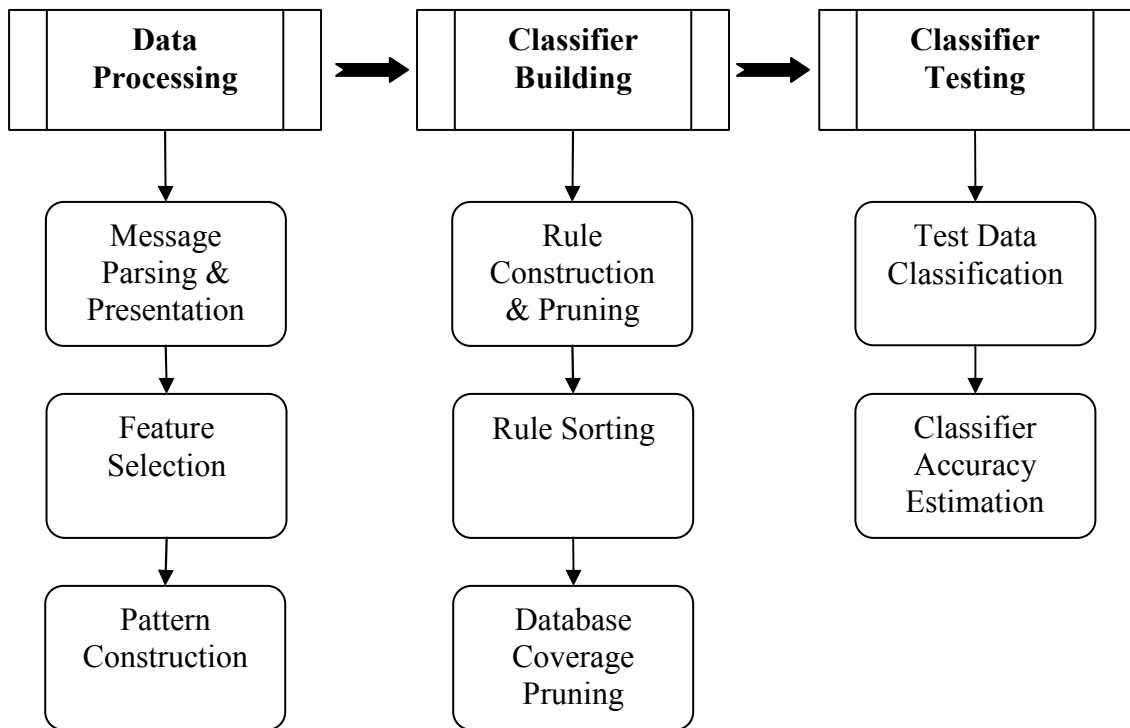 Data
Processing
Classifier
Building
Classifier
Testing
Message
Parsing &
Presentation
Rule
Construction
& Pruning
Test Data
Classification
Feature
Selection
Rule Sorting
Classifier
Accuracy
Estimation
Pattern
Construction
Database
Coverage
Pruning